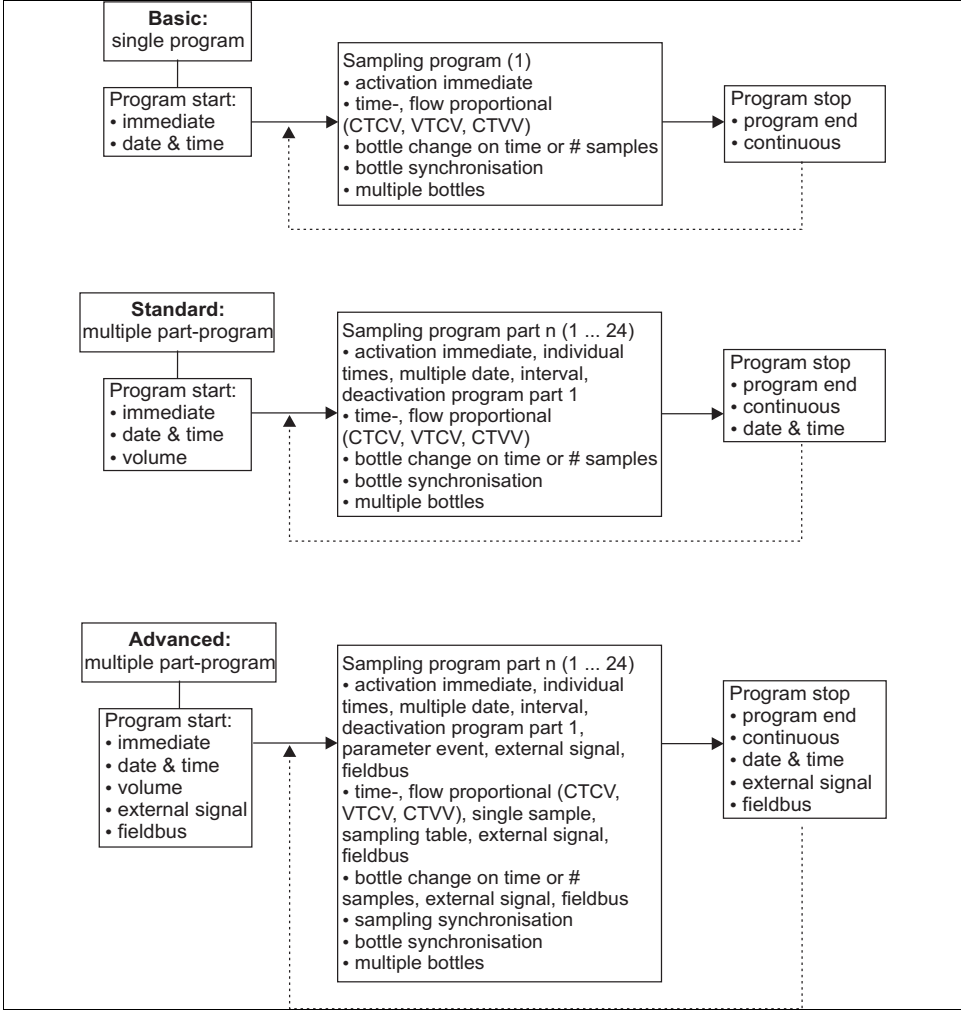 Basic:
single program
Program start:
• immediate
• date & time
Sampling program (1)
• activation immediate
• time-, flow proportional
(CTCV, VTCV, CTVV)
• bottle change on time or # samples
• bottle synchronisation
• multiple bottles
Program stop
• program end
• continuous
Standard:
multiple part-program
Program start:
• immediate
• date & time
• volume
Sampling program part n (1 ... 24)
• activation immediate, individual
times, multiple date, interval,
deactivation program part 1
• time-, flow proportional
(CTCV, VTCV, CTVV)
• bottle change on time or # samples
• bottle synchronisation
• multiple bottles
Program stop
• program end
• continuous
• date & time
Advanced:
multiple part-program
Program start:
• immediate
• date & time
• volume
• external signal
• fieldbus
Sampling program part n (1 ... 24)
• activation immediate, individual
times, multiple date, interval,
deactivation program part 1,
parameter event, external signal,
fieldbus
• time-, flow proportional (CTCV,
VTCV, CTVV), single sample,
sampling table, external signal,
fieldbus
• bottle change on time or #
samples, external signal, fieldbus
• sampling synchronisation
• bottle synchronisation
• multiple bottles
Program stop
• program end
• continuous
• date & time
• external signal
• fieldbus